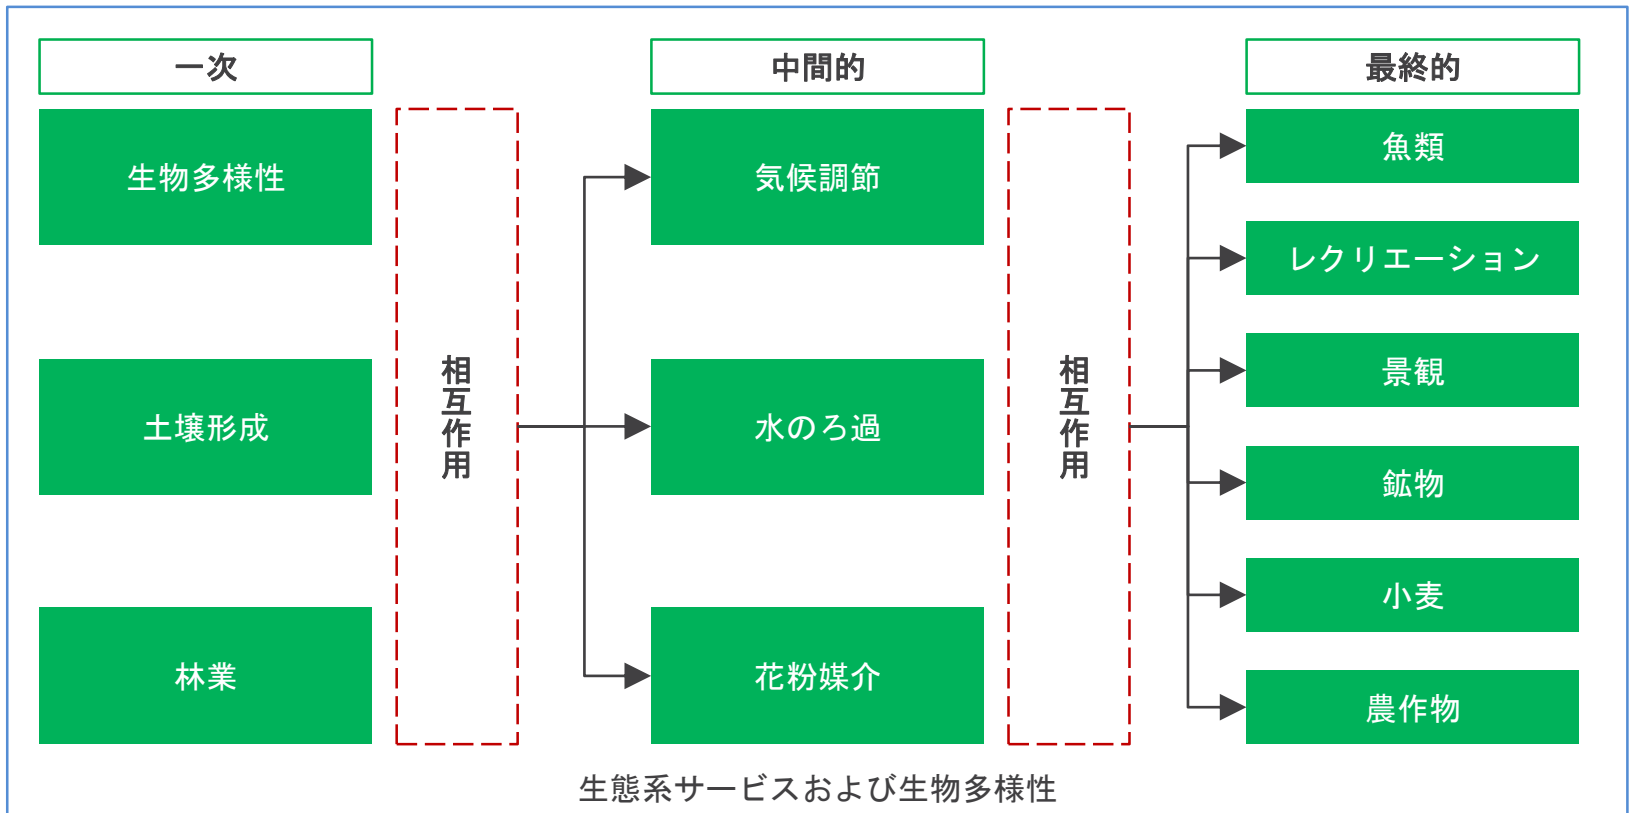 一次
中間的
最終的
生物多様性
土壌形成
林業
相互作用
気候調節
水のろ過
花粉媒介
相互作用
魚類
レクリエーション
景観
鉱物
小麦
農作物
生態系サービスおよび生物多様性